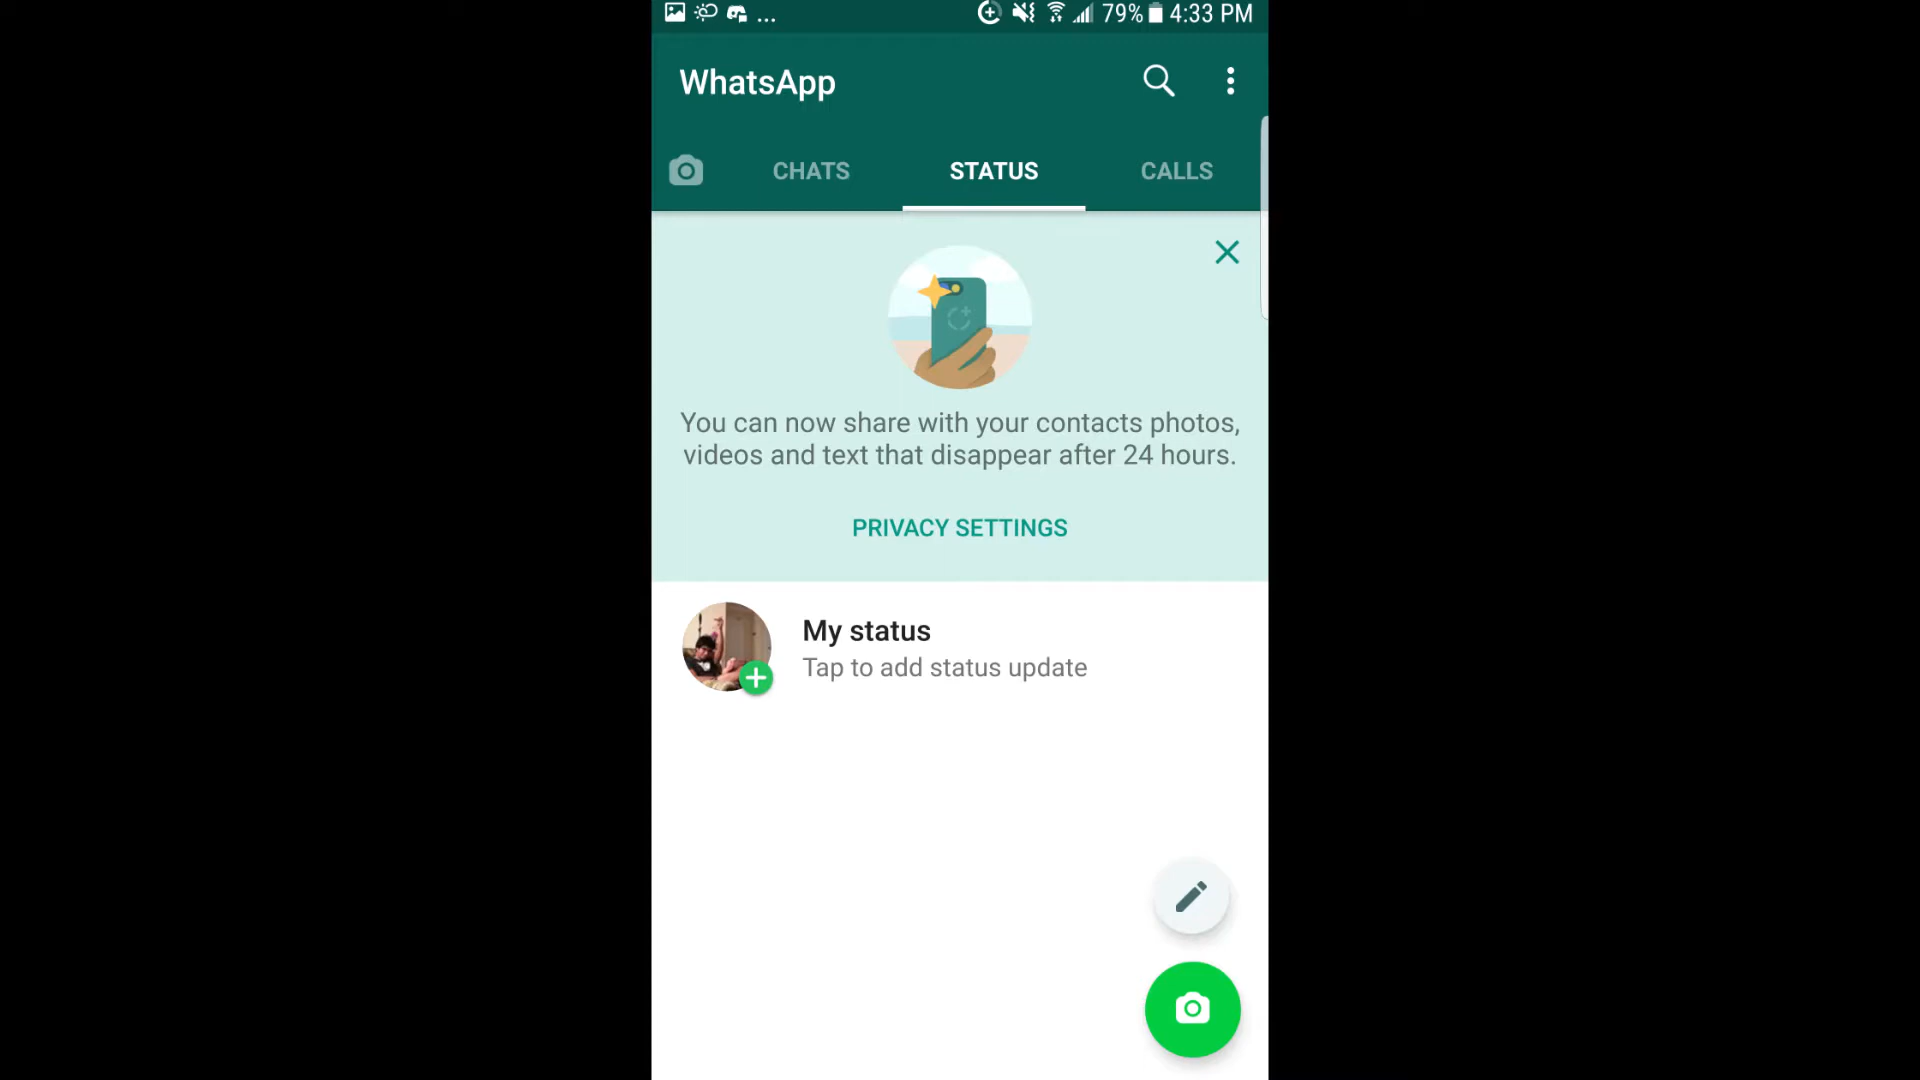 ... 79% 4:33 PM
WhatsApp
CHATS STATUS CALLS
You can now share with your contacts photos,
videos and text that disappear after 24 hours.
PRIVACY SETTINGS
My status
Tap to add status update